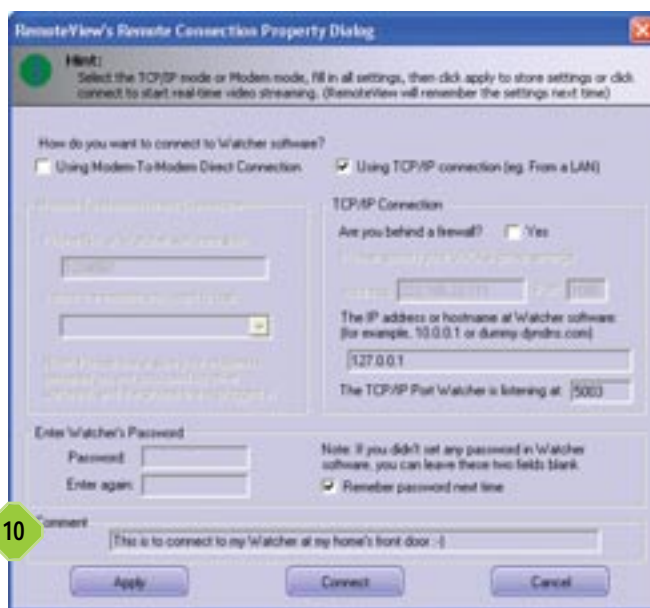 RemoteView's Remote Connection Property Dialog
Hint:
Select the TCP/IP mode or Modem mode, fill in all settings, then click apply to store settings or click
connect to start real-time video streaming. (RemoteView will remember the settings next time)
How do you want to connect to Watcher software?
Using Modem-To-Modem Direct Connection
Using TCP/IP connection (eg. From a LAN)
TCP/IP Connection
Are you behind a firewall? Yes
The IP address or hostname at Watcher software:
(for example, 10.0.0.1 or dummy.dyndns.com)
127.0.0.1
The TCP/IP Port Watcher is listening at: 5003
Enter Watcher's Password
Password:
Enter again:
Note: If you didn't set any password in Watcher
software, you can leave these two fields blank
Remeber password next time
10
Comment
This is to connect to my Watcher at my home's front door :-)
Apply
Connect
Cancel